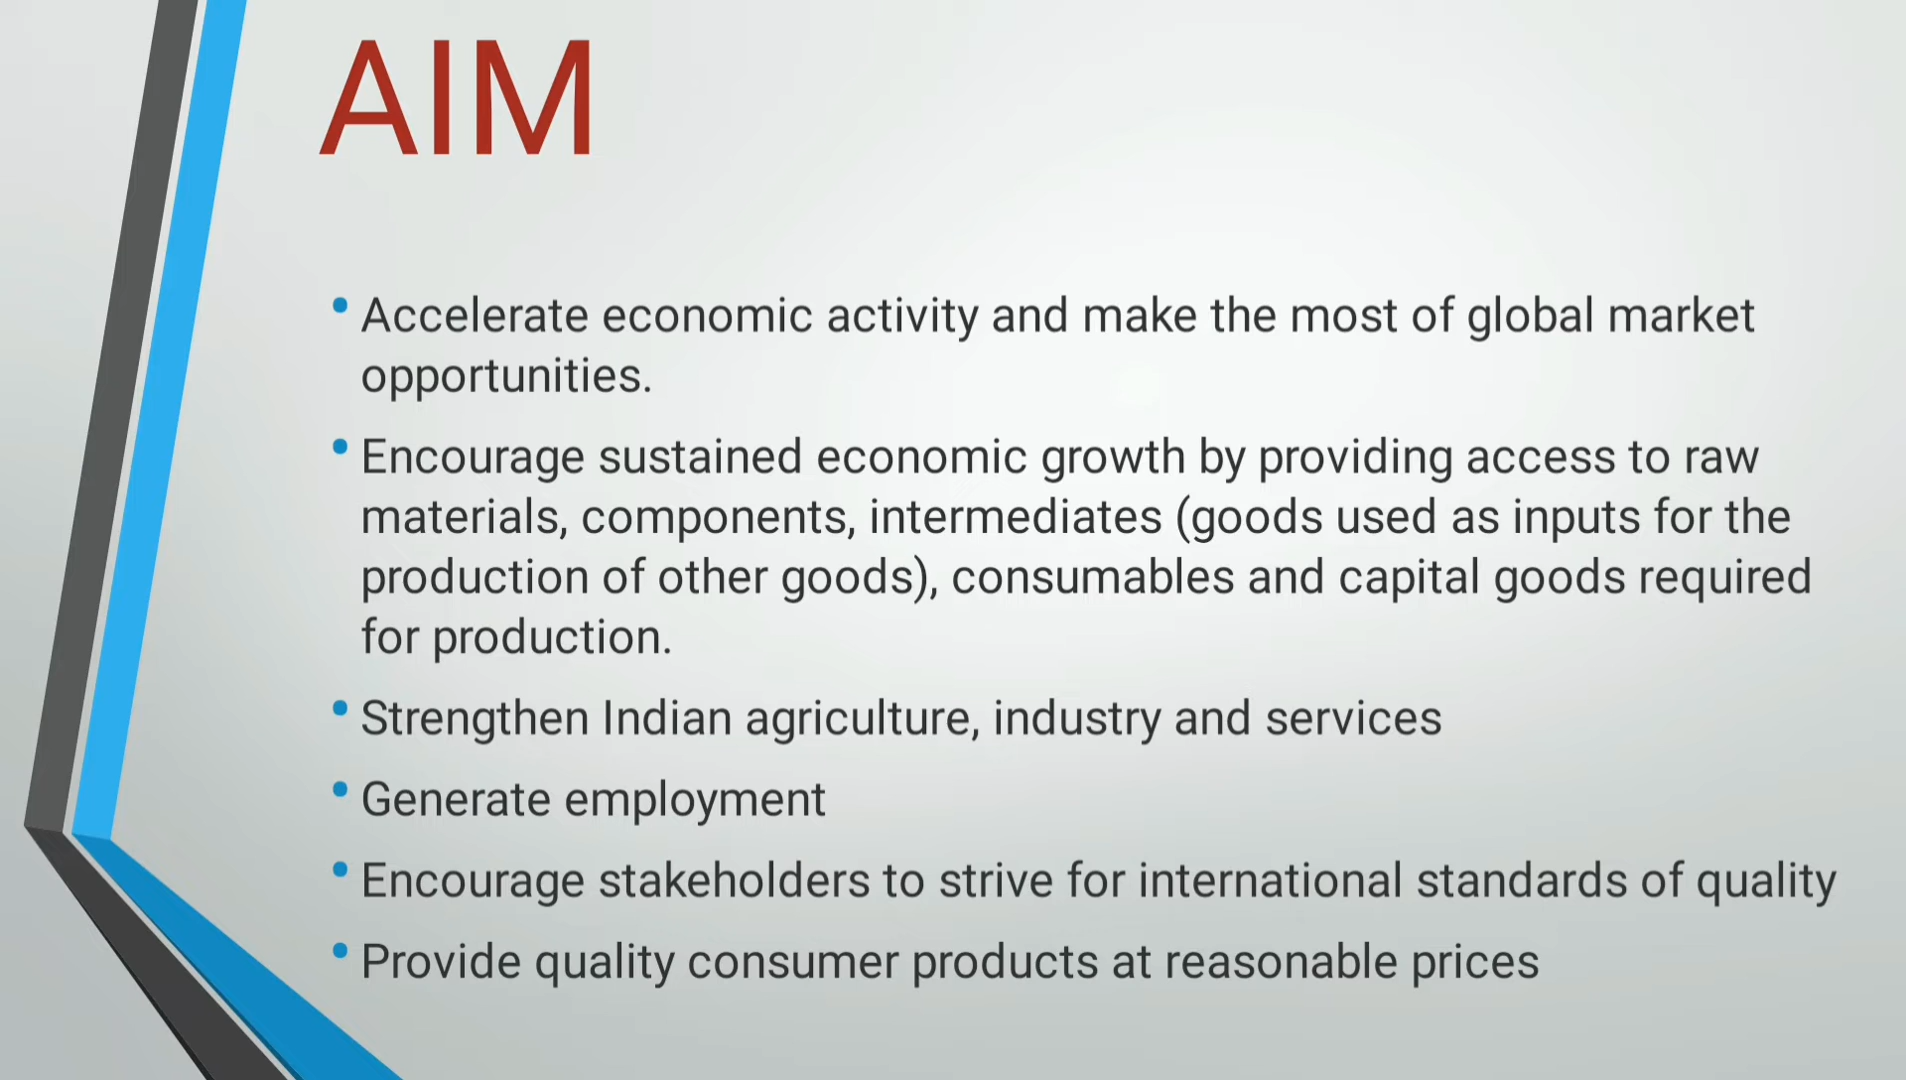 AIM
• Accelerate economic activity and make the most of global market
opportunities.
• Encourage sustained economic growth by providing access to raw
materials, components, intermediates (goods used as inputs for the
production of other goods), consumables and capital goods required
for production.
• Strengthen Indian agriculture, industry and services
• Generate employment
• Encourage stakeholders to strive for international standards of quality
• Provide quality consumer products at reasonable prices